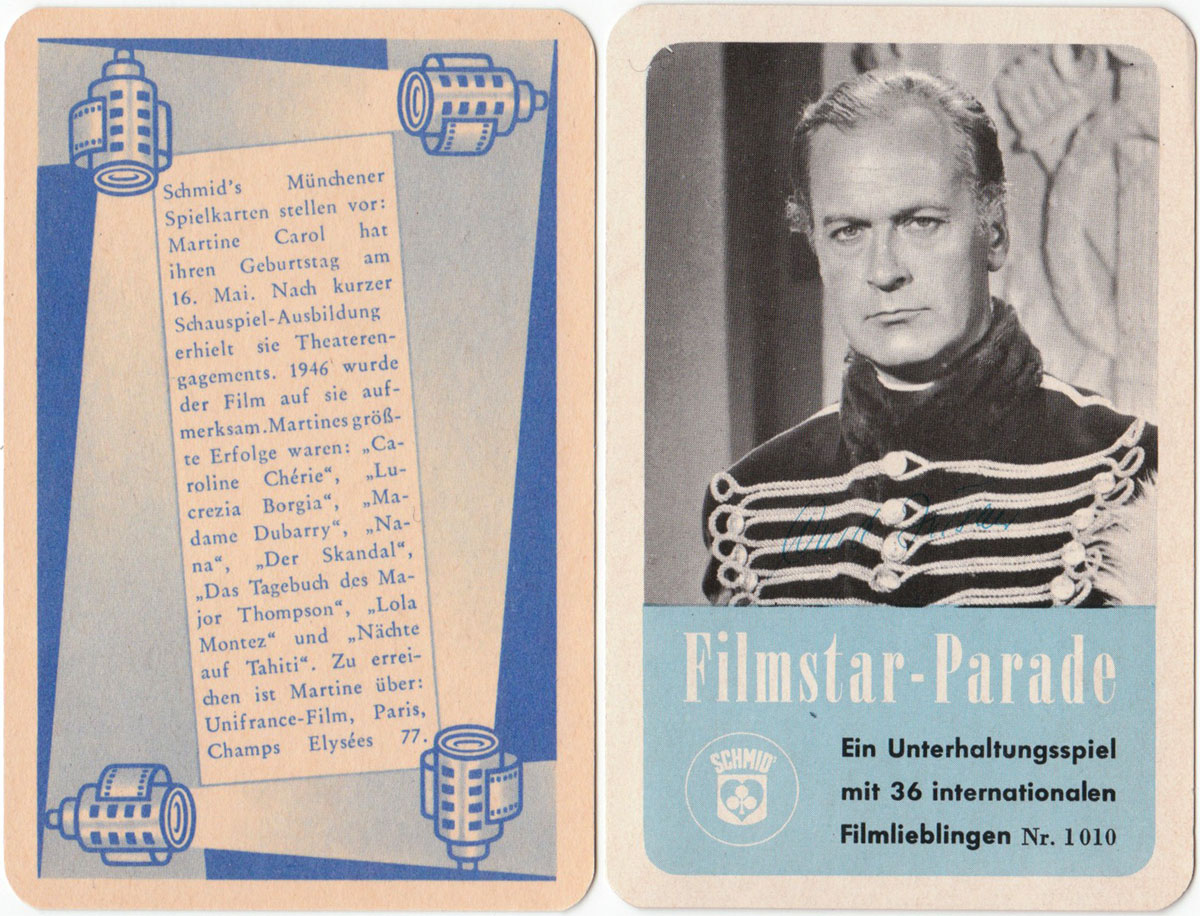 Schmid's Münchener
Spielkarten stellen vor:
Martine Carol hat
ihren Geburtstag am
16. Mai. Nach kurzer
Schauspiel-Ausbildung
erhielt sie Theateren-
gagements. 1946 wurde
der Film auf sie auf-
merksam.Martines größ-
te Erfolge waren: „Ca-
roline Chérie“, „Lu-
crezia Borgia“, „Ma-
dame Dubarry“, „Na-
na“, „Der Skandal“,
„Das Tagebuch des Ma-
jor Thompson“, „Lola
Montez“ und „Nächte
auf Tahiti“. Zu errei-
chen ist Martine über:
Unifrance-Film, Paris,
Champs Elysées 77.
Filmstar-Parade
SCHMID
Ein Unterhaltungsspiel
mit 36 internationalen
Filmlieblingen Nr. 1010